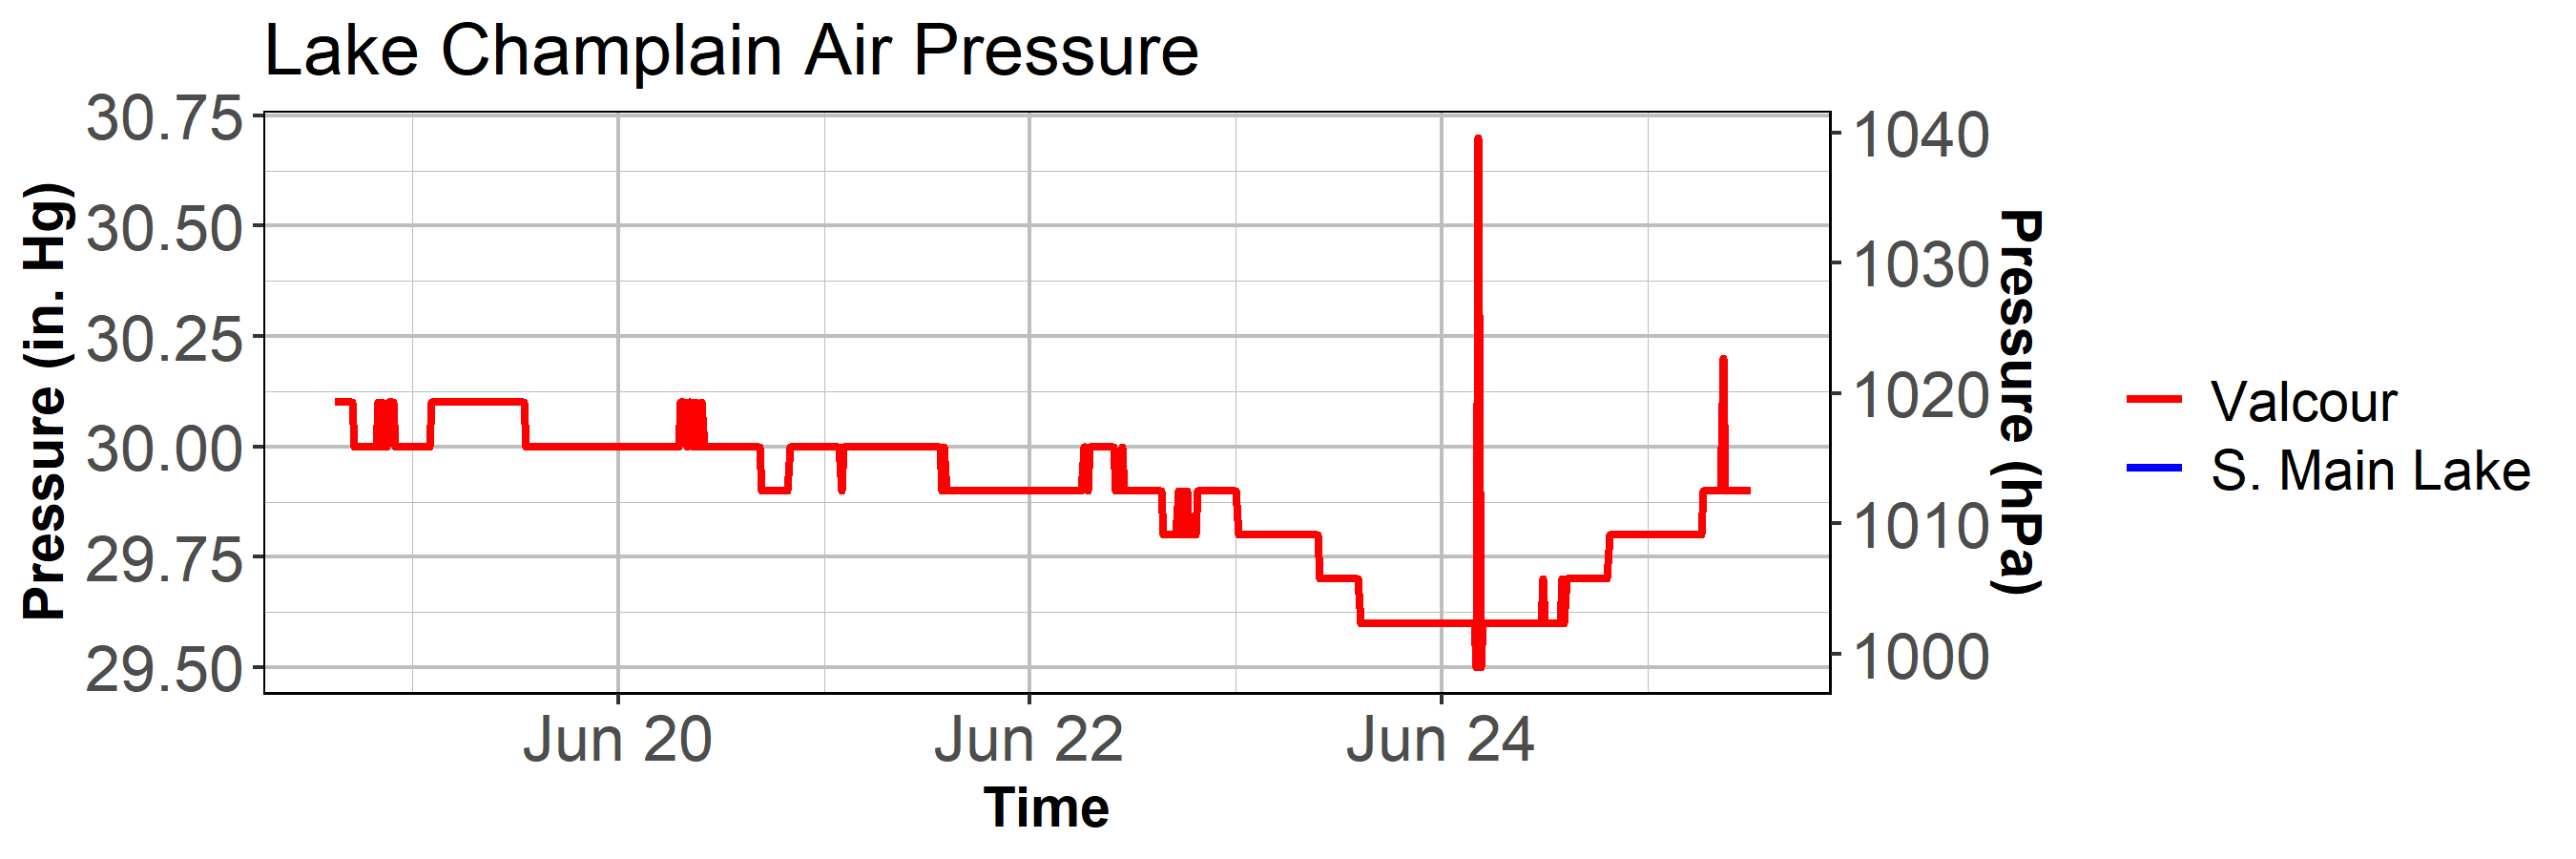 Lake Champlain Air Pressure
30.75
30.50
30.25
30.00
29.75
29.50
Pressure (in. Hg)
1040
1030
1020
1010
1000
Pressure (hPa)
Jun 20
Jun 22
Jun 24
Time
Valcour
S. Main Lake